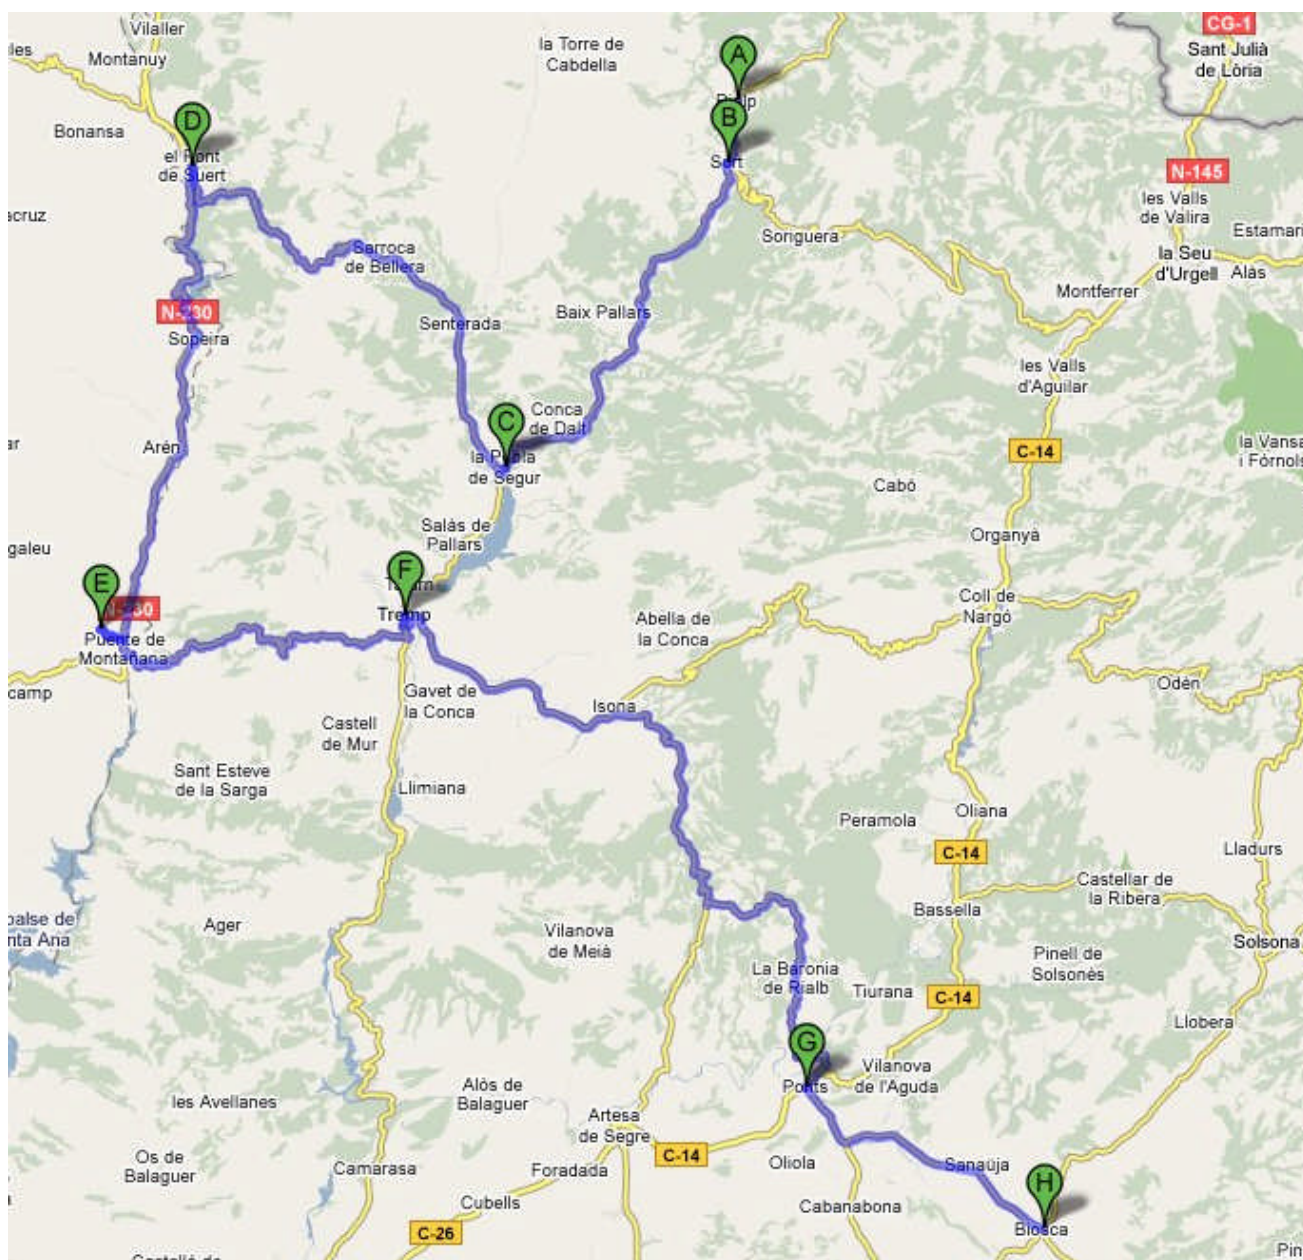 Vilaller
CG-1
Montanuy
la Torre de
Cabdella
Sant Julià
de Lòria
A
B
D
Bonansa
el Pont
de Suert
Sort
N-145
les Valls
de Valira
Soriguera
la Seu
d'Urgell
Alàs
Sarroca
de Bellera
Montferrer
N-230
Baix Pallars
Senterada
Sopeira
les Valls
d'Aguilar
C
Conca
de Dalt
Arén
la Pobla
de Segur
C-14
la Vansa
i Fórnols
Cabó
Salàs de
Pallars
Organyà
E
F
Tremp
Coll de
Nargó
Abella de
la Conca
Puente de
Montañana
Odèn
Gavet de
la Conca
Isona
Castell
de Mur
Sant Esteve
de la Sarga
Llimiana
Oliana
Peramola
C-14
Lladurs
Castellar de
la Ribera
Bassella
Ager
Vilanova
de Meià
Solsona
Pinell de
Solsonès
La Baronia
de Rialb
Tiurana
C-14
Llobera
G
Ponts
Vilanova
de l'Aguda
Alòs de
Balaguer
les Avellanes
Artesa
de Segre
C-14
Oliola
Sanaüja
Os de
Balaguer
Camarasa
Foradada
H
Cubells
Cabanabona
C-26
Biosca